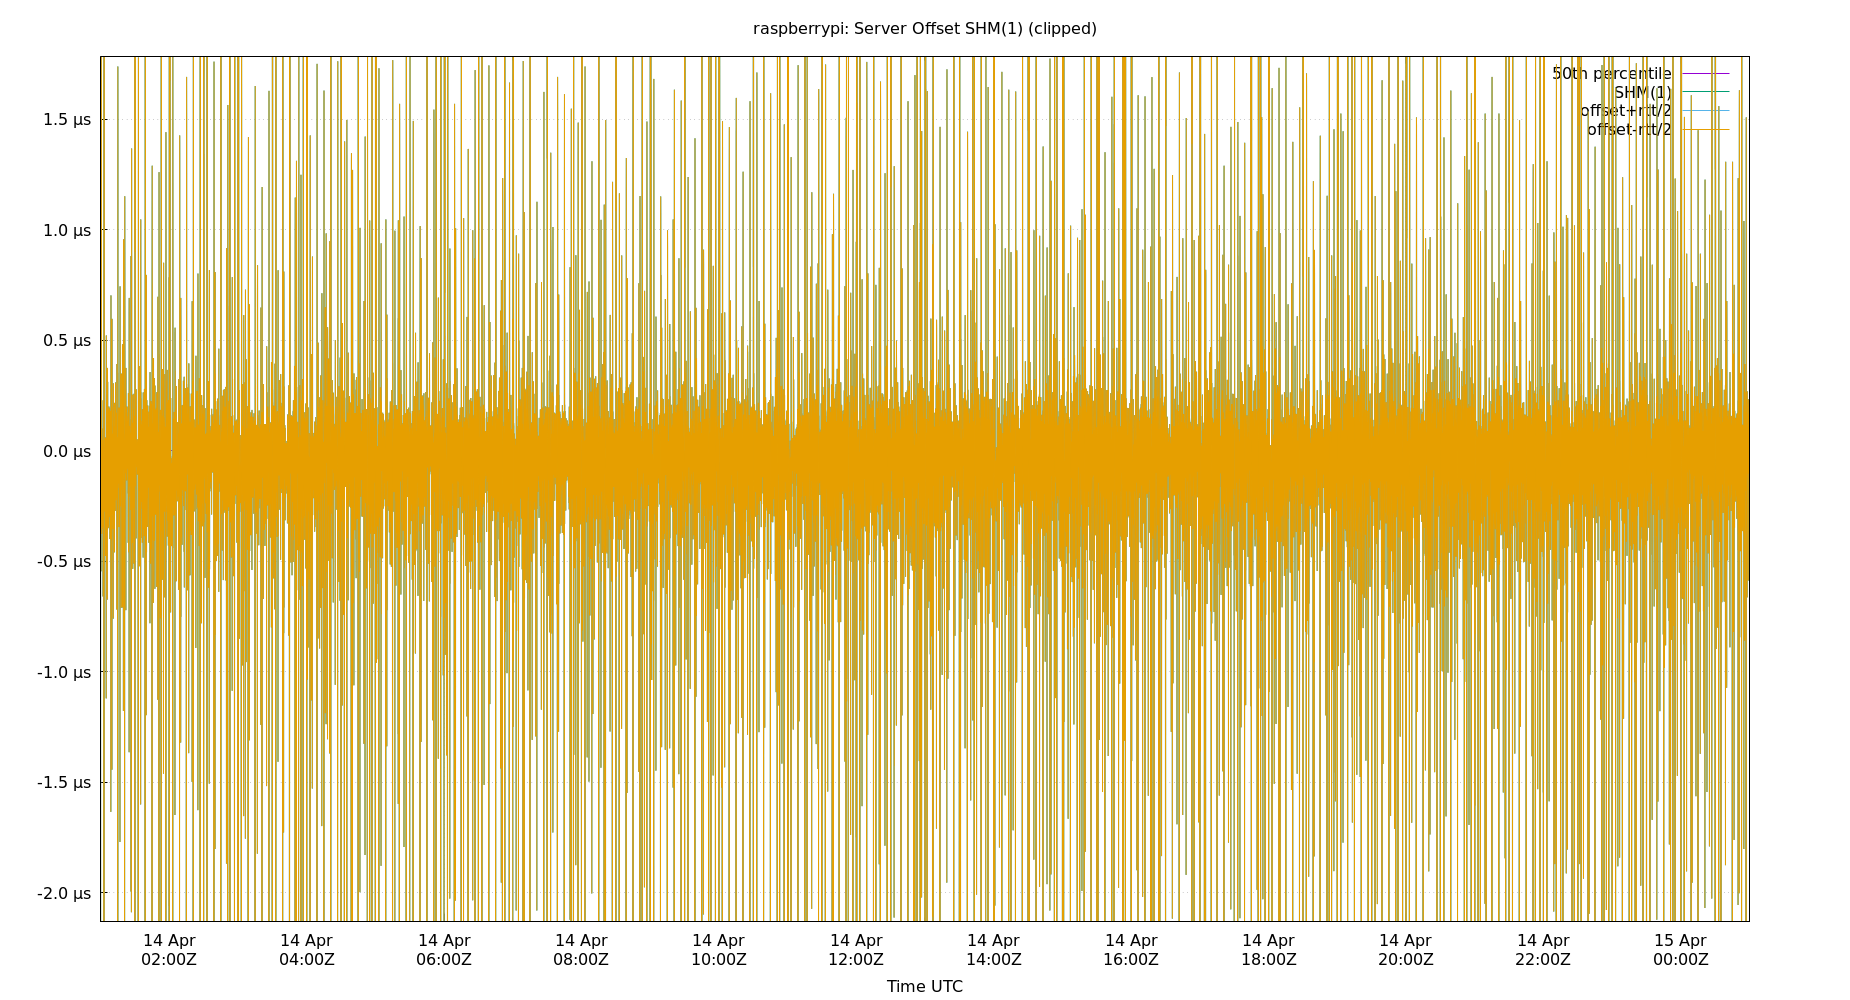 raspberrypi: Server Offset SHM(1) (clipped)
50th percentile
SHM(1)
offset+rtt/2
offset-rtt/2
1.5 µs
1.0 µs
0.5 µs
0.0 µs
-0.5 µs
-1.0 µs
-1.5 µs
-2.0 µs
14 Apr 14 Apr 14 Apr 14 Apr 14 Apr 14 Apr 14 Apr 14 Apr 14 Apr 14 Apr 14 Apr 15 Apr
02:00Z 04:00Z 06:00Z 08:00Z 10:00Z 12:00Z 14:00Z 16:00Z 18:00Z 20:00Z 22:00Z 00:00Z
Time UTC